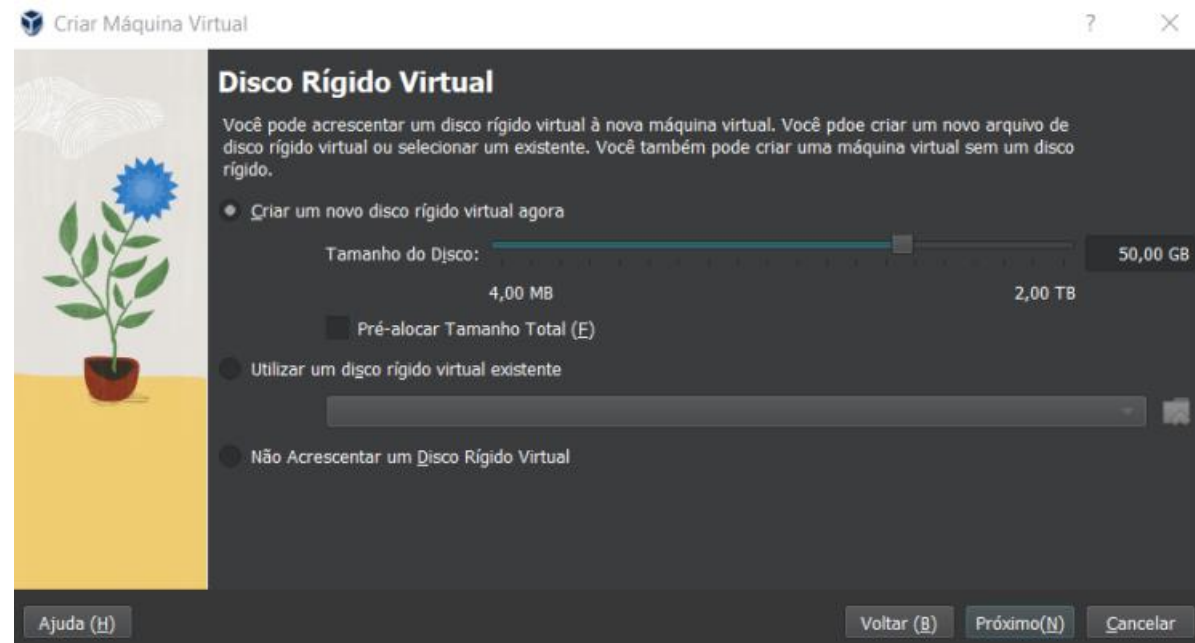 Criar Máquina Virtual
?
Disco Rígido Virtual
Você pode acrescentar um disco rígido virtual à nova máquina virtual. Você pdoe criar um novo arquivo de
disco rígido virtual ou selecionar um existente. Você também pode criar uma máquina virtual sem um disco
rígido.
Criar um novo disco rígido virtual agora
Tamanho do Disco: 50,00 GB
4,00 MB 2,00 TB
Pré-alocar Tamanho Total (F)
Utilizar um disco rígido virtual existente
Não Acrescentar um Disco Rígido Virtual
Ajuda (H) Voltar (B) Próximo(N) Cancelar